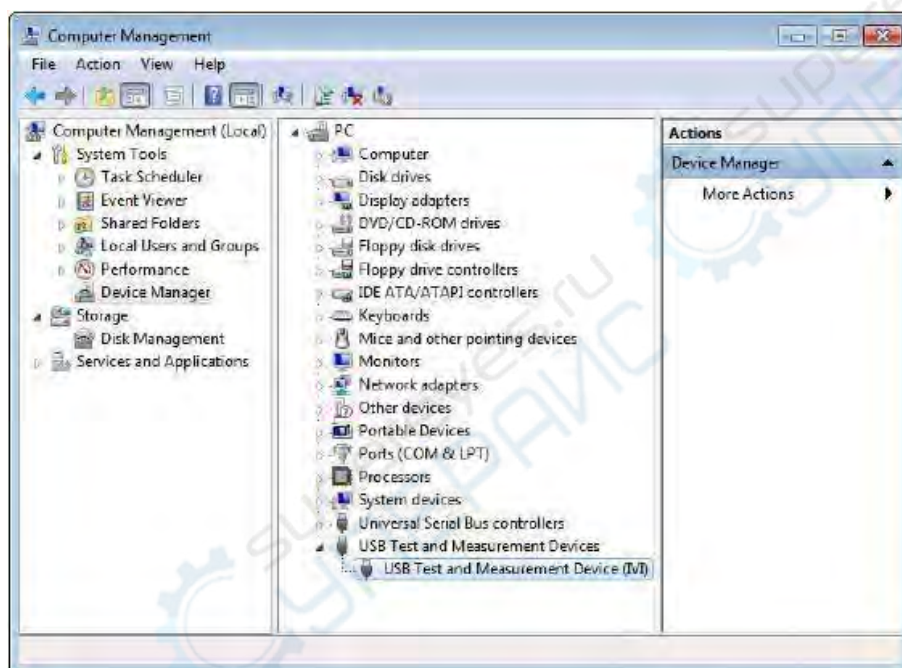 Computer Management
File Action View Help
Computer Management (Local)
System Tools
Task Scheduler
Event Viewer
Shared Folders
Local Users and Groups
Performance
Device Manager
Storage
Disk Management
Services and Applications
PC
Computer
Disk drives
Display adapters
DVD/CD-ROM drives
Floppy disk drives
Floppy drive controllers
IDE ATA/ATAPI controllers
Keyboards
Mice and other pointing devices
Monitors
Network adapters
Other devices
Portable Devices
Ports (COM & LPT)
Processors
System devices
Universal Serial Bus controllers
USB Test and Measurement Devices
USB Test and Measurement Device (IVI)
Actions
Device Manager
More Actions
supereyes.ru
СУПЕРАЙС